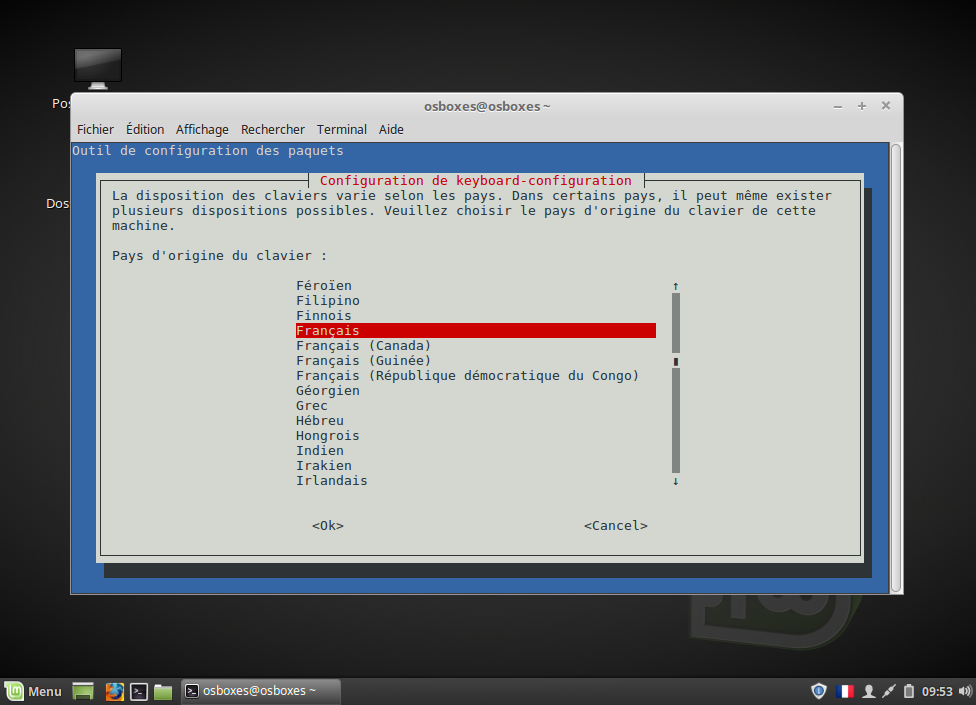 Pos
osboxes@osboxes ~
Fichier Édition Affichage Rechercher Terminal Aide
Outil de configuration des paquets
Configuration de keyboard-configuration
La disposition des claviers varie selon les pays. Dans certains pays, il peut même exister
plusieurs dispositions possibles. Veuillez choisir le pays d'origine du clavier de cette
machine.
Dos
Pays d'origine du clavier :
Féroïen
Filipino
Finnois
Français
Français (Canada)
Français (Guinée)
Français (République démocratique du Congo)
Géorgien
Grec
Hébreu
Hongrois
Indien
Irakien
Irlandais
<Ok> <Cancel>
Menu osboxes@osboxes ~ 09:53